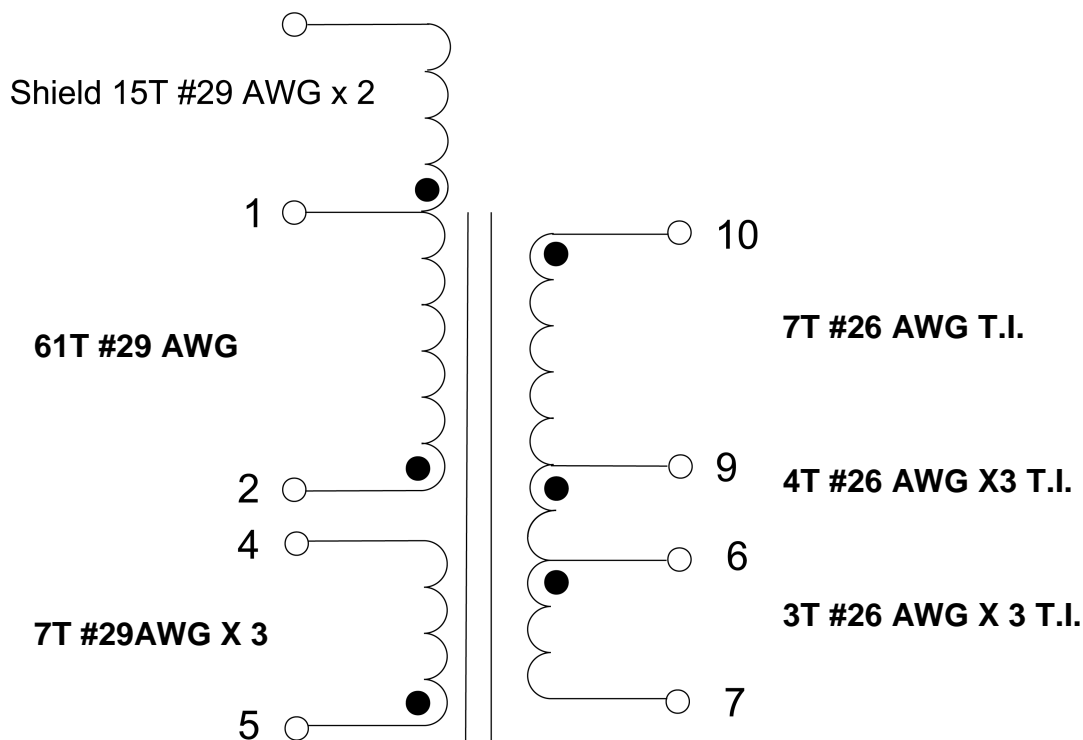 Shield 15T #29 AWG x 2
1
10
7T #26 AWG T.I.
61T #29 AWG
9
4T #26 AWG X3 T.I.
2
4
6
3T #26 AWG X 3 T.I.
7T #29AWG X 3
7
5